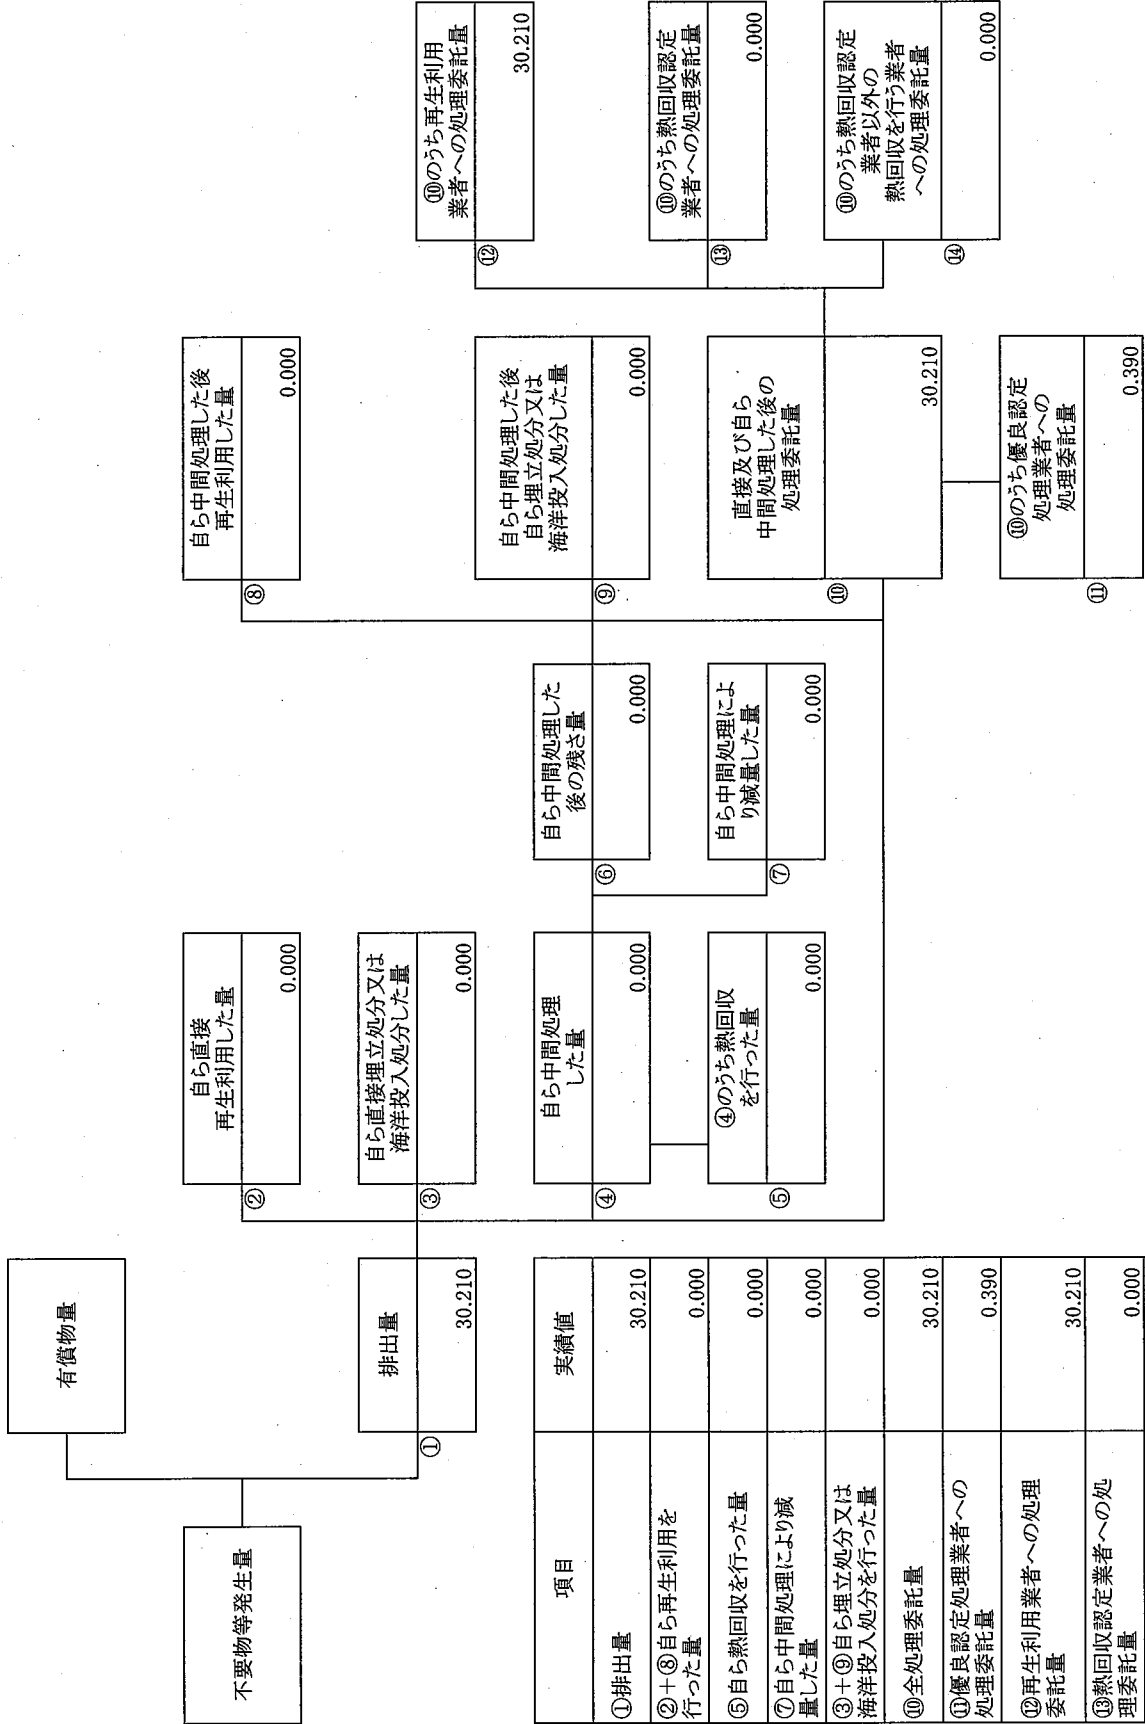 不要物等発生量
有償物量
①
排出量
30.210
②
自ら直接
再生利用した量
0.000
③
自ら直接埋立処分又は
海洋投入処分した量
0.000
④
自ら中間処理
した量
0.000
⑤
④のうち熱回収
を行った量
0.000
⑥
自ら中間処理した
後の残さ量
0.000
⑦
自ら中間処理によ
り減量した量
0.000
⑧
自ら中間処理した後
再生利用した量
0.000
⑨
自ら中間処理した後
自ら埋立処分又は
海洋投入処分した量
0.000
⑩
直接及び自ら
中間処理した後の
処理委託量
30.210
⑪
⑩のうち優良認定
処理業者への
処理委託量
0.390
⑫
⑩のうち再生利用
業者への処理委託量
30.210
⑬
⑩のうち熱回収認定
業者への処理委託量
0.000
⑭
⑩のうち熱回収認定
業者以外の
熱回収を行う業者
への処理委託量
0.000
項目 実績値
①排出量 30.210
②+⑧自ら再生利用を
行った量 0.000
⑤自ら熱回収を行った量 0.000
⑦自ら中間処理により減
量した量 0.000
③+⑨自ら埋立処分又は
海洋投入処分を行った量 0.000
⑩全処理委託量 30.210
⑪優良認定処理業者への
処理委託量 0.390
⑫再生利用業者への処理
委託量 30.210
⑬熱回収認定業者への処
理委託量 0.000